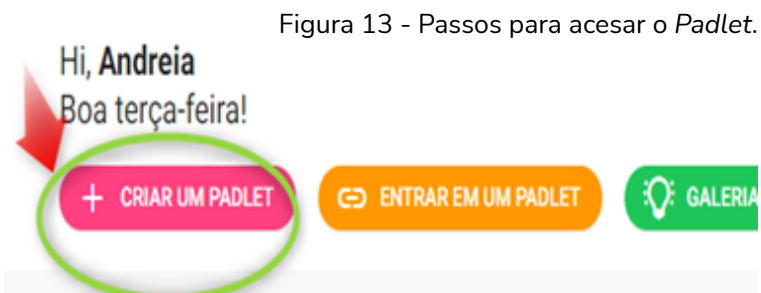 Figura 13 - Passos para acesar o Padlet.
Hi, Andreia
Boa terça-feira!
+ CRIAR UM PADLET
ENTRAR EM UM PADLET
GALERIA